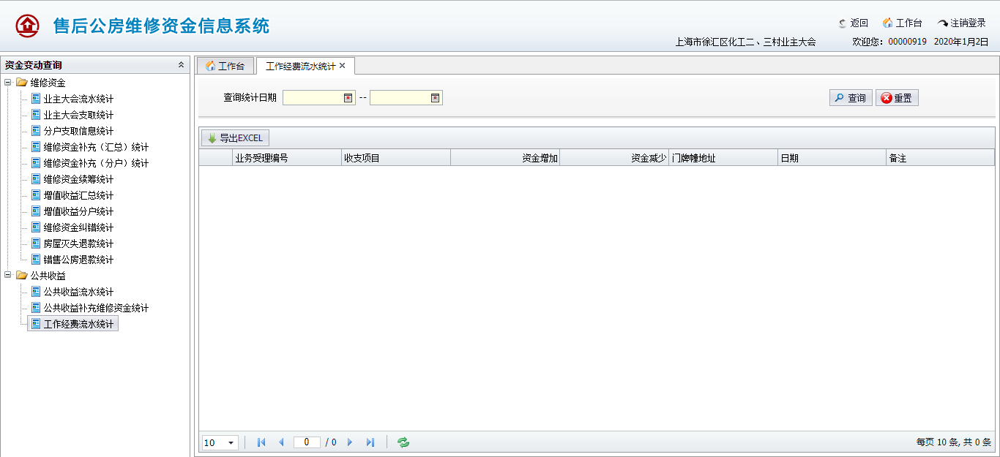 售后公房维修资金信息系统
返回 工作台 注销登录
上海市徐汇区化工二、三村业主大会 欢迎您：00000919 2020年1月2日
资金变动查询
维修资金
业主大会流水统计
业主大会支取统计
分户支取信息统计
维修资金补充（汇总）统计
维修资金补充（分户）统计
维修资金续筹统计
增值收益汇总统计
增值收益分户统计
维修资金纠错统计
房屋灭失退款统计
错售公房退款统计
公共收益
公共收益流水统计
公共收益补充维修资金统计
工作经费流水统计
工作台 工作经费流水统计 ×
查询统计日期 -- 查询 重置
导出EXCEL
业务受理编号 收支项目 资金增加 资金减少 门牌幢地址 日期 备注
10 0 / 0 每页 10 条, 共 0 条